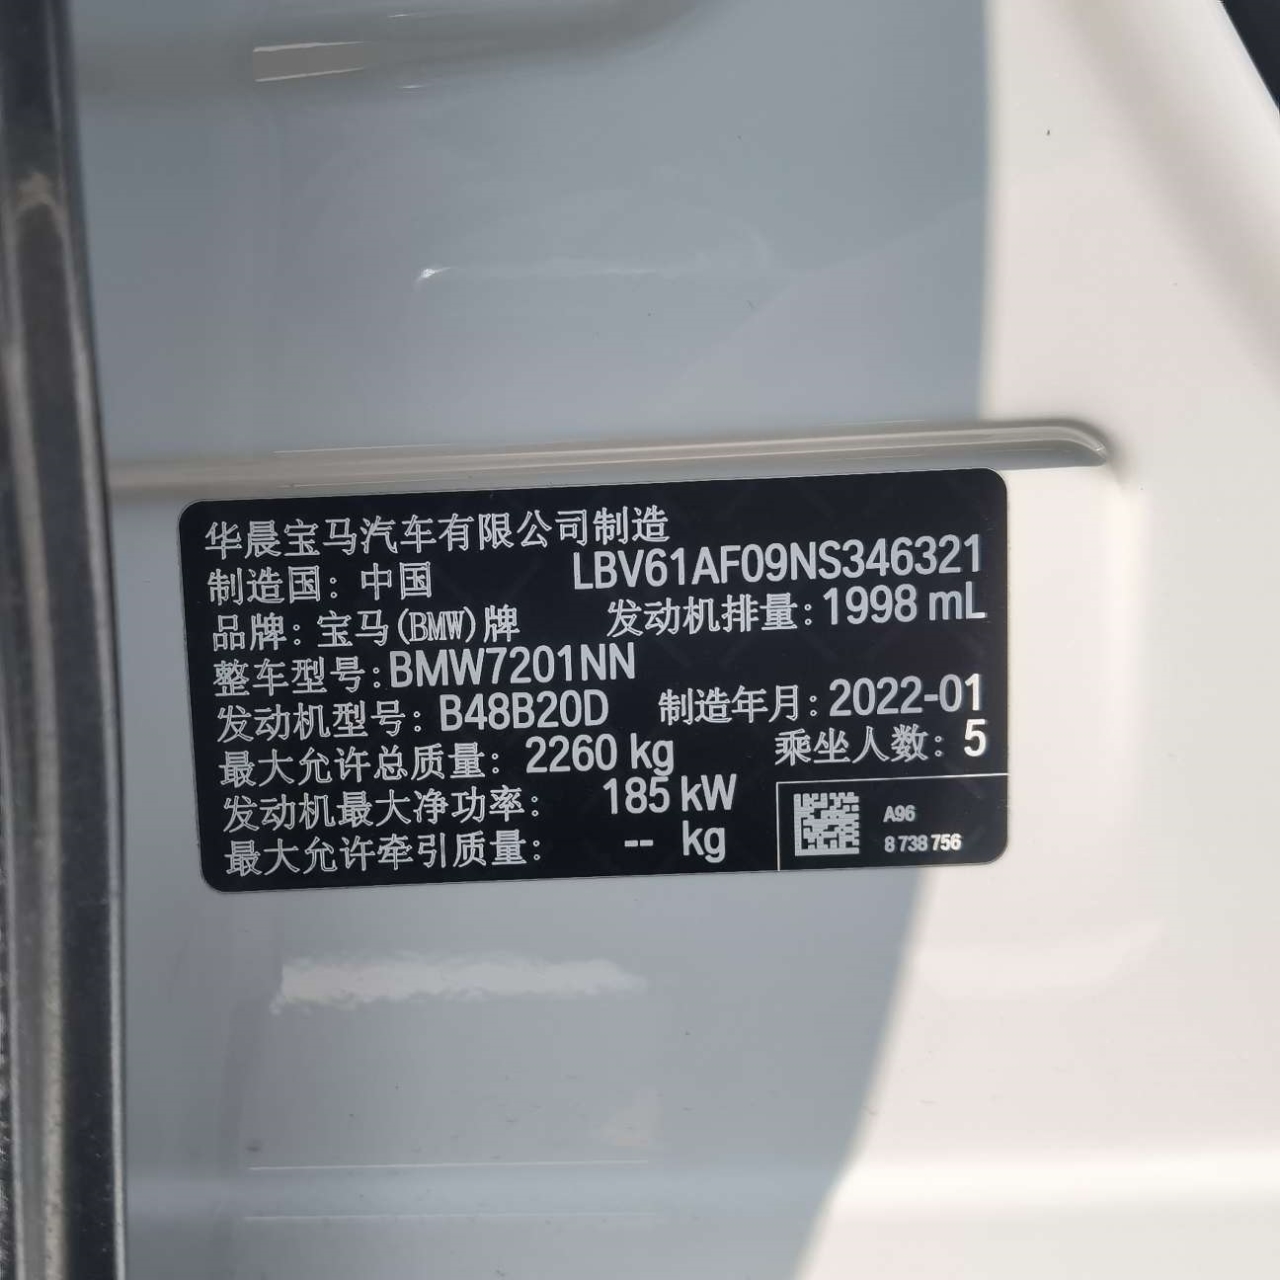 华晨宝马汽车有限公司制造
制造国：中国 LBV61AF09NS346321
品牌：宝马(BMW)牌 发动机排量：1998 mL
整车型号：BMW7201NN
发动机型号：B48B20D 制造年月：2022-01
最大允许总质量：2260 kg 乘坐人数：5
发动机最大净功率：185 kW
最大允许牵引质量：-- kg
A96
8 738 756